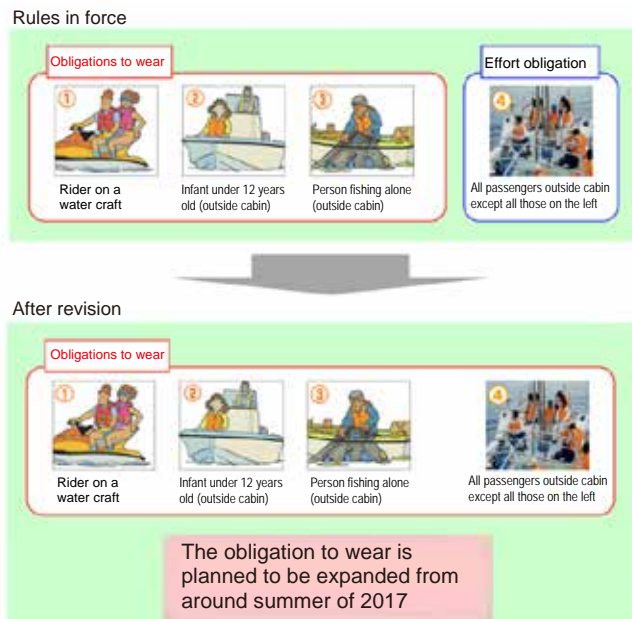 Rules in force
Obligations to wear
Effort obligation
①
②
③
④
Rider on a
water craft
Infant under 12 years
old (outside cabin)
Person fishing alone
(outside cabin)
All passengers outside cabin
except all those on the left
After revision
Obligations to wear
①
②
③
④
Rider on a
water craft
Infant under 12 years
old (outside cabin)
Person fishing alone
(outside cabin)
All passengers outside cabin
except all those on the left
The obligation to wear is
planned to be expanded from
around summer of 2017